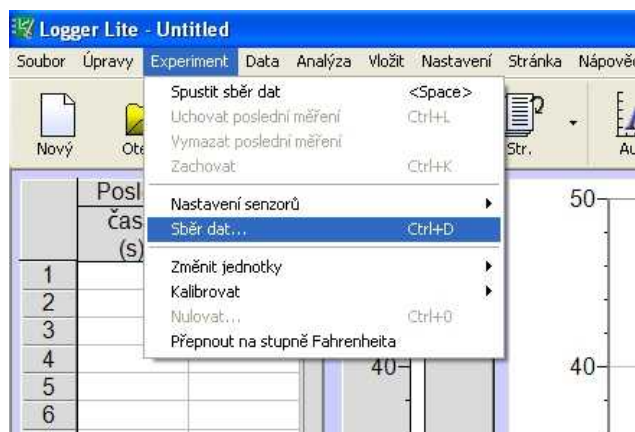 Logger Lite - Untitled
Soubor Úpravy Experiment Data Analýza Vložit Nastavení Stránka
Nový Str.
Spustit sběr dat <Space>
Uchovat poslední měření Ctrl+L
Vymazat poslední měření
Zachovat Ctrl+K
Nastavení senzorů
Sběr dat... Ctrl+D
Změnit jednotky
Kalibrovat
Nulovat... Ctrl+0
Přepnout na stupně Fahrenheita
čas
(s)
1
2
3
4
5
6
40
50
40